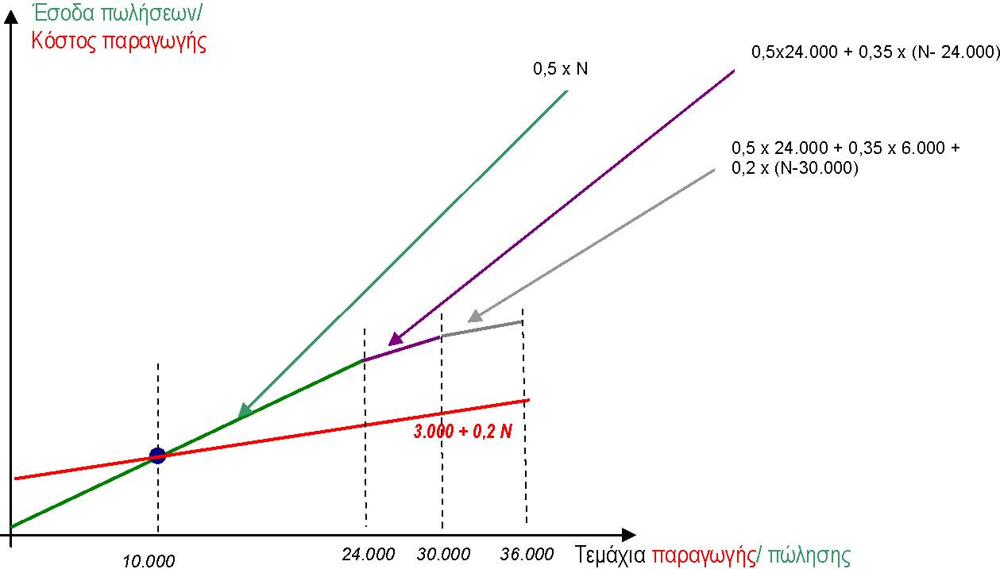 Έσοδα πωλήσεων/
Κόστος παραγωγής
0,5 x N
0,5x24.000 + 0,35 x (N- 24.000)
0,5 x 24.000 + 0,35 x 6.000 +
0,2 x (N-30.000)
3.000 + 0,2 N
10.000
24.000
30.000
36.000
Τεμάχια παραγωγής/ πώλησης